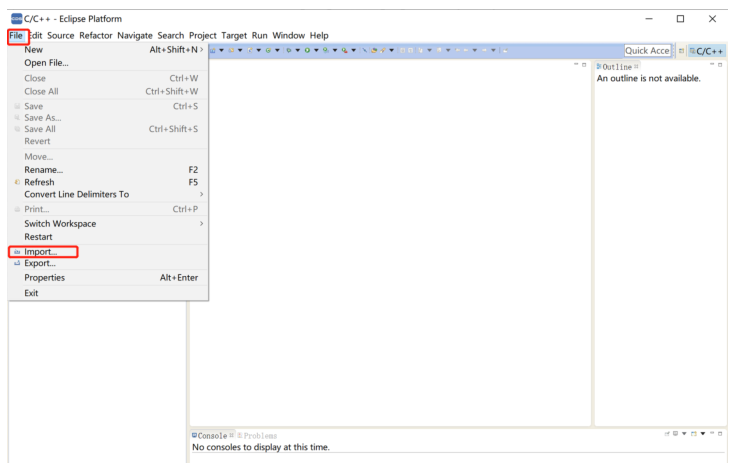 C/C++ - Eclipse Platform
File Edit Source Refactor Navigate Search Project Target Run Window Help
Quick Acce
C/C++
New Alt+Shift+N
Open File...
Close Ctrl+W
Close All Ctrl+Shift+W
Save Ctrl+S
Save As...
Save All Ctrl+Shift+S
Revert
Move...
Rename... F2
Refresh F5
Convert Line Delimiters To
Print... Ctrl+P
Switch Workspace
Restart
Import...
Export...
Properties Alt+Enter
Exit
Outline
An outline is not available.
Console Problems
No consoles to display at this time.